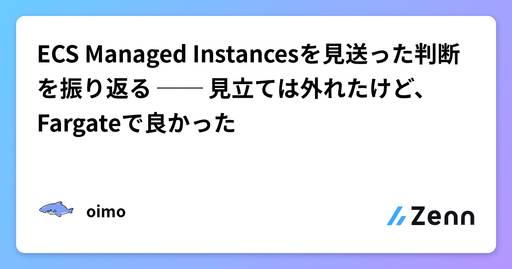 ECS Managed Instancesを見送った判断
を振り返る ── 見立ては外れたけど、
Fargateで良かった
oimo
Zenn